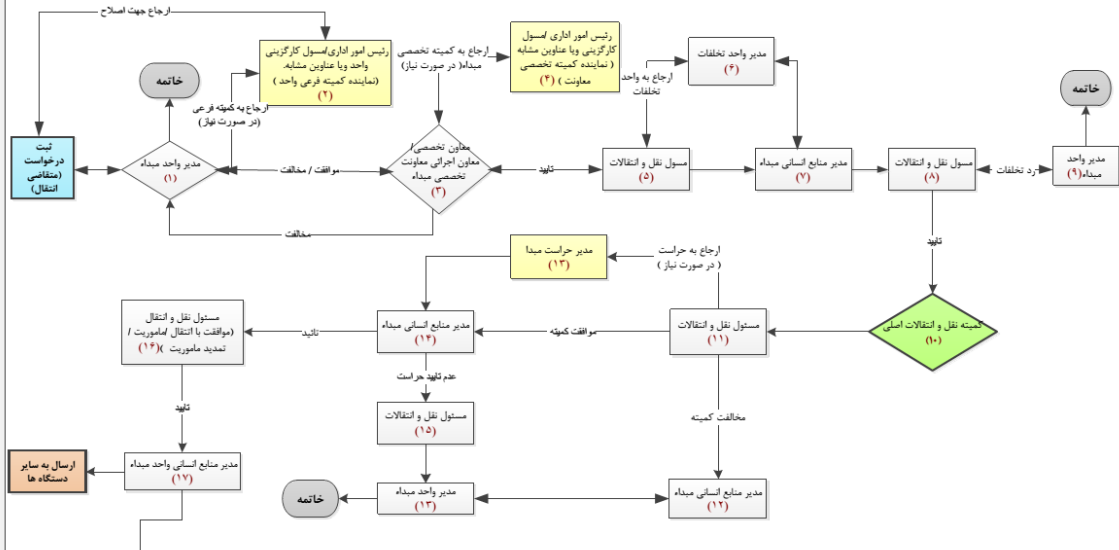 ارجاع جهت اصلاح
رئیس امور اداری/مسول کارگزینی
واحد ویا عناوین مشابه
(نماینده کمیته فرعی واحد )
(۲)
ارجاع به کمیته تخصصی
مبداء( در صورت نیاز)
رئیس امور اداری /مسول
کارگزینی ویا عناوین مشابه
( نماینده کمیته تخصصی
معاونت ) (۴)
مدیر واحد تخلفات
(۶)
ارجاع به واحد
تخلفات
خاتمه
خاتمه
ارجاع به کمیته فرعی
(در صورت نیاز)
ثبت
درخواست
(متقاضی
انتقال)
مدیر واحد مبداء
(۱)
موافقت / مخالفت
معاون تخصصی/
معاون اجرائی معاونت
تخصصی مبداء
(۳)
تایید
مسول نقل و انتقالات
(۵)
مدیر منابع انسانی مبداء
(۷)
مسول نقل و انتقالات
(۸)
رد تخلفات
مدیر واحد
مبداء(۹)
مخالفت
تایید
مدیر حراست مبدا
(۱۳)
ارجاع به حراست
( در صورت نیاز )
مسئول نقل و انتقال
(موافقت با انتقال /ماموریت /
تمدید ماموریت )(۱۶)
تائید
مدیر منابع انسانی مبداء
(۱۴)
موافقت کمیته
مسئول نقل و انتقالات
(۱۱)
کمیته نقل و انتقالات اصلی
(۱۰)
عدم تایید حراست
تایید
مسئول نقل و انتقالات
(۱۵)
مخالفت کمیته
ارسال به سایر
دستگاه ها
مدیر منابع انسانی واحد مبداء
(۱۷)
خاتمه
مدیر واحد مبداء
(۱۳)
مدیر منابع انسانی مبداء
(۱۲)